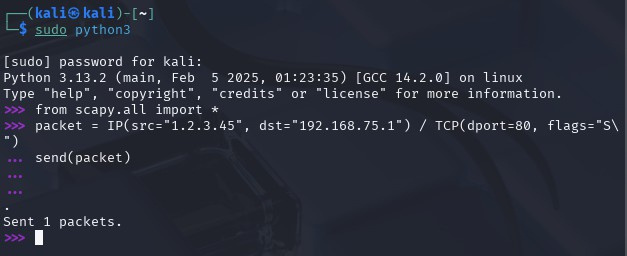 ┌──(kali㉿kali)-[~]
└─$ sudo python3
[sudo] password for kali:
Python 3.13.2 (main, Feb  5 2025, 01:23:35) [GCC 14.2.0] on linux
Type "help", "copyright", "credits" or "license" for more information.
>>> from scapy.all import *
>>> packet = IP(src="1.2.3.45", dst="192.168.75.1") / TCP(dport=80, flags="S\
")
... send(packet)
...
...
.
Sent 1 packets.
>>>